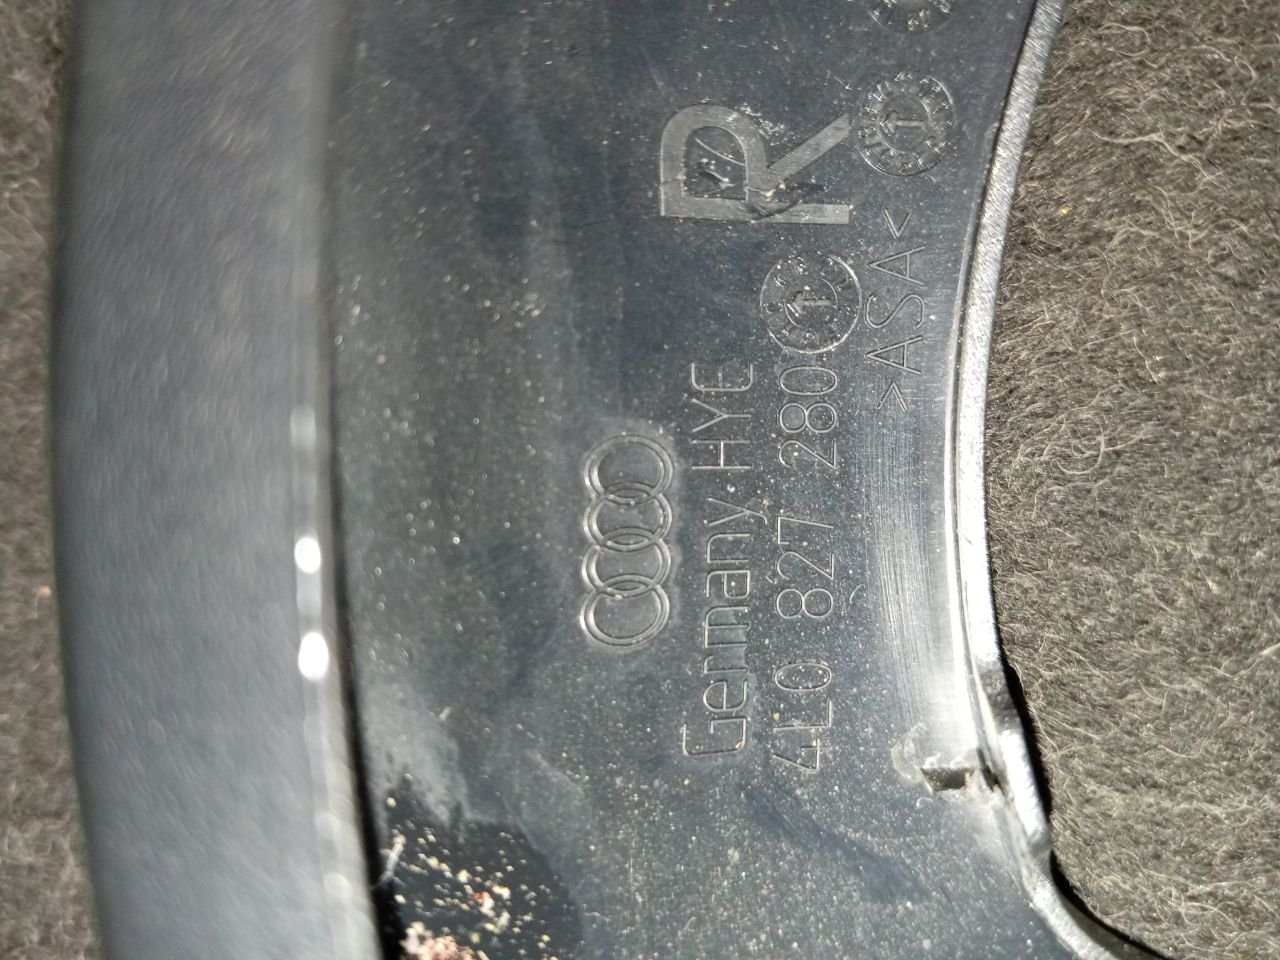 R
Germany HYE
4L0 827 280
>ASA<